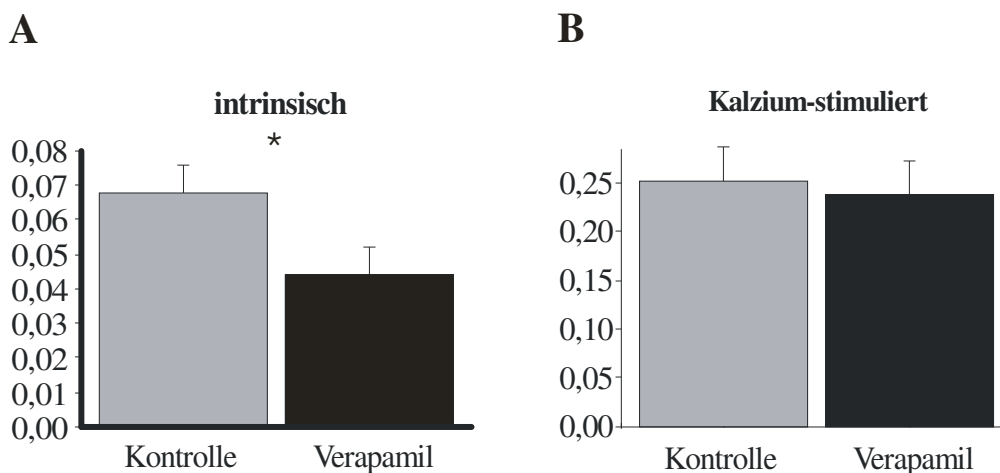 A
intrinsisch
*
0,08
0,07
0,06
0,05
0,04
0,03
0,02
0,01
0,00
Kontrolle Verapamil
B
Kalzium-stimuliert
0,25
0,20
0,15
0,10
0,05
0,00
Kontrolle Verapamil